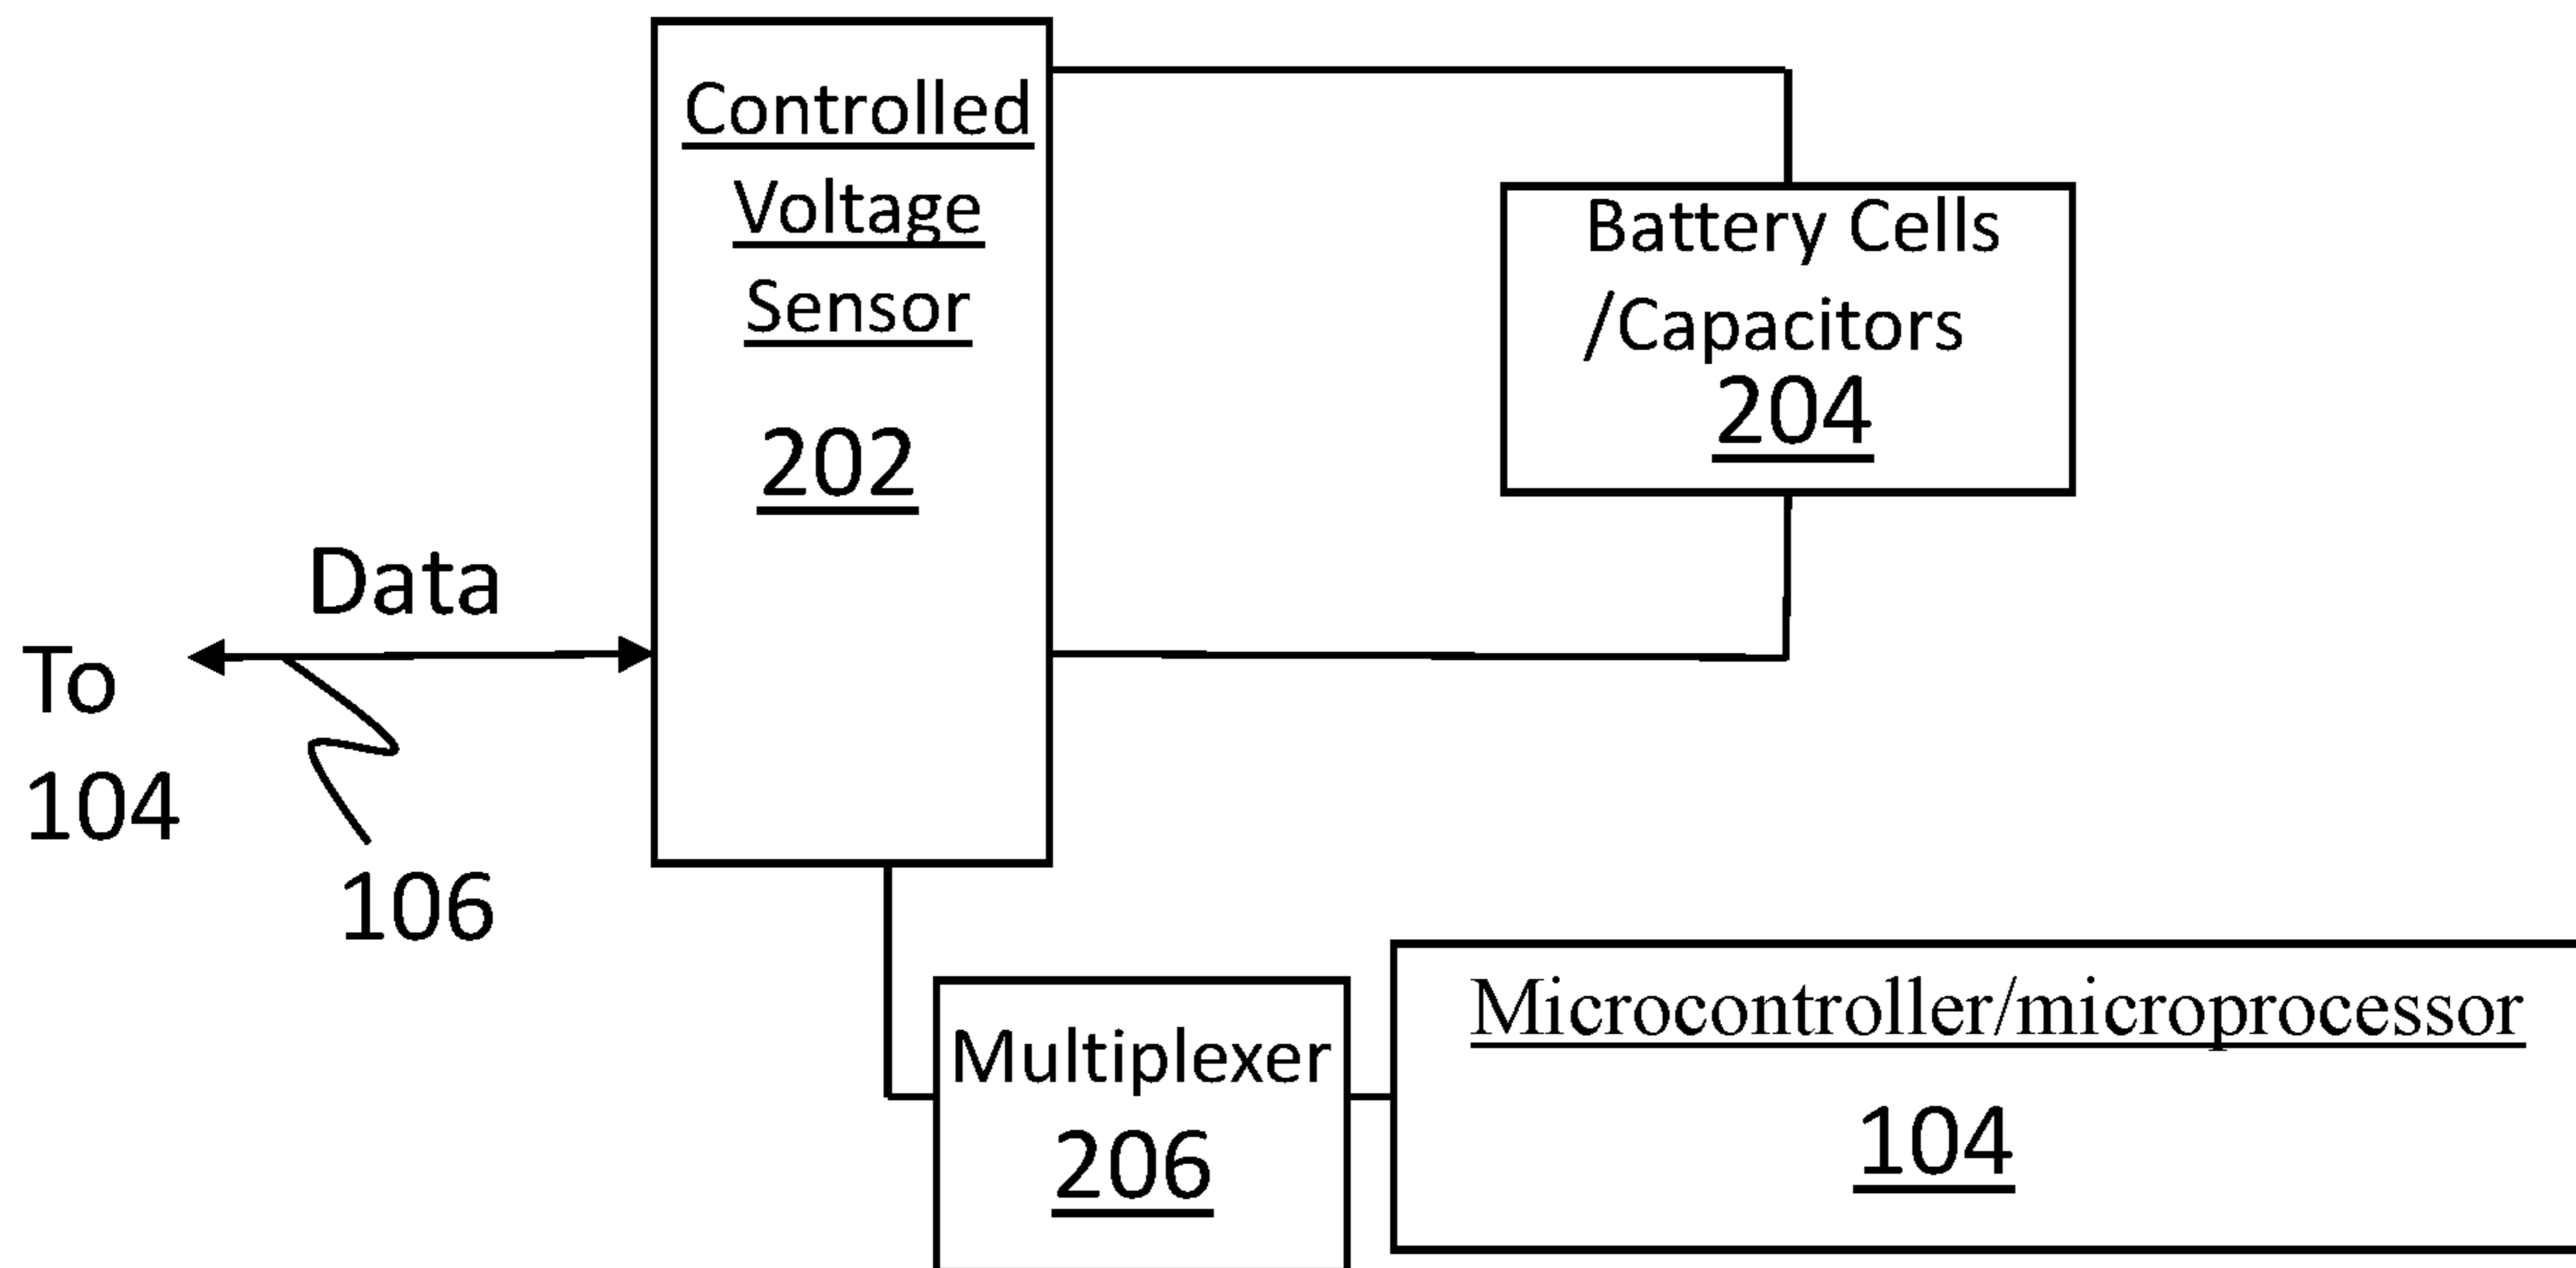 Controlled
Voltage
Sensor
202
Battery Cells
/Capacitors
204
Data
To
104
106
Multiplexer
206
Microcontroller/microprocessor
104